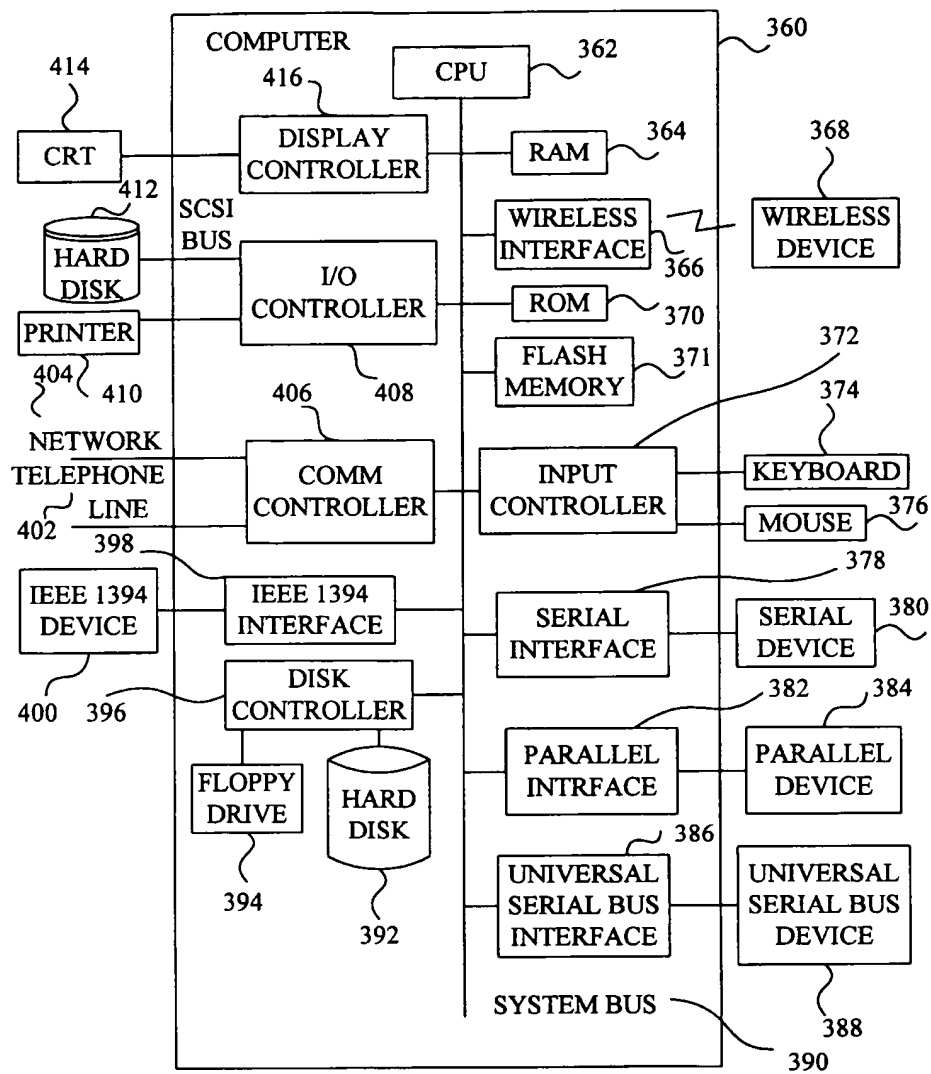 COMPUTER
360
362
CPU
414
416
CRT
DISPLAY
CONTROLLER
RAM
364
368
412
SCSI
BUS
WIRELESS
INTERFACE
366
WIRELESS
DEVICE
HARD
DISK
I/O
CONTROLLER
ROM
370
PRINTER
404
410
408
FLASH
MEMORY
371
372
406
374
NETWORK
TELEPHONE
LINE
402
COMM
CONTROLLER
INPUT
CONTROLLER
KEYBOARD
MOUSE
376
398
378
IEEE 1394
DEVICE
400
IEEE 1394
INTERFACE
SERIAL
INTERFACE
SERIAL
DEVICE
380
396
DISK
CONTROLLER
382
384
FLOPPY
DRIVE
394
HARD
DISK
392
PARALLEL
INTRFACE
PARALLEL
DEVICE
386
UNIVERSAL
SERIAL BUS
INTERFACE
UNIVERSAL
SERIAL BUS
DEVICE
388
SYSTEM BUS
390